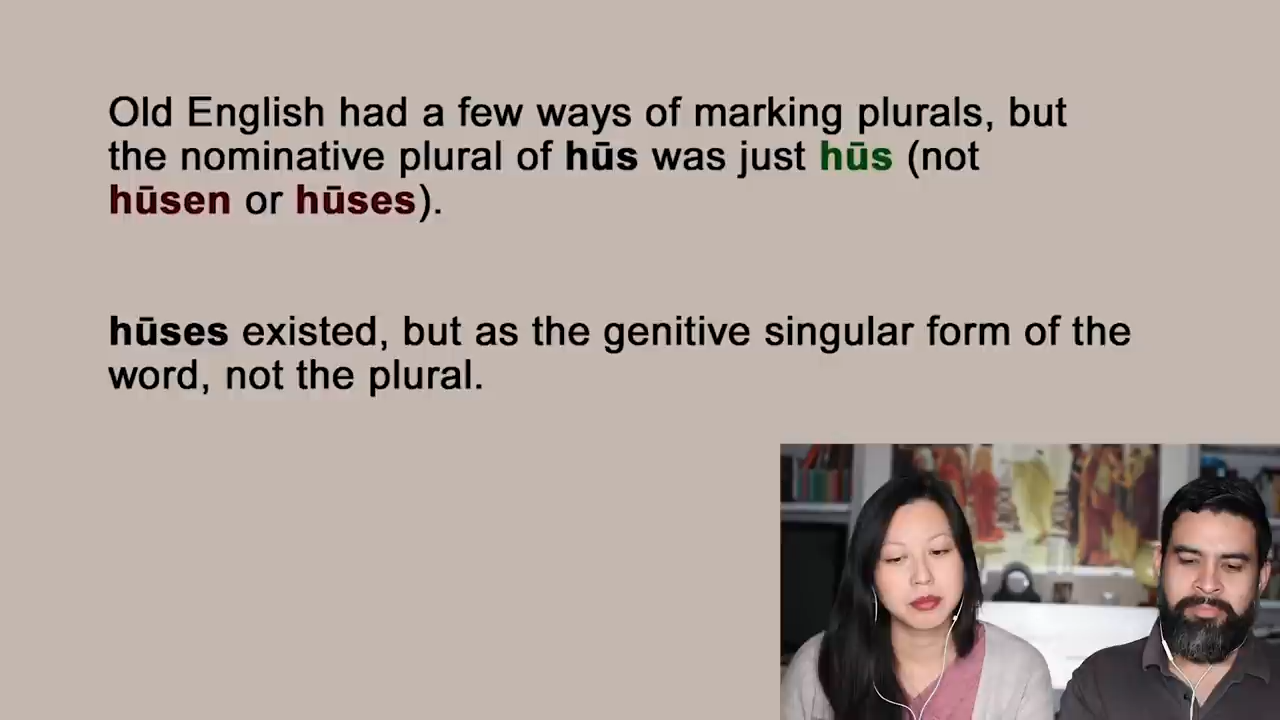 Old English had a few ways of marking plurals, but
the nominative plural of hūs was just hūs (not
hūsen or hūses).
hūses existed, but as the genitive singular form of the
word, not the plural.